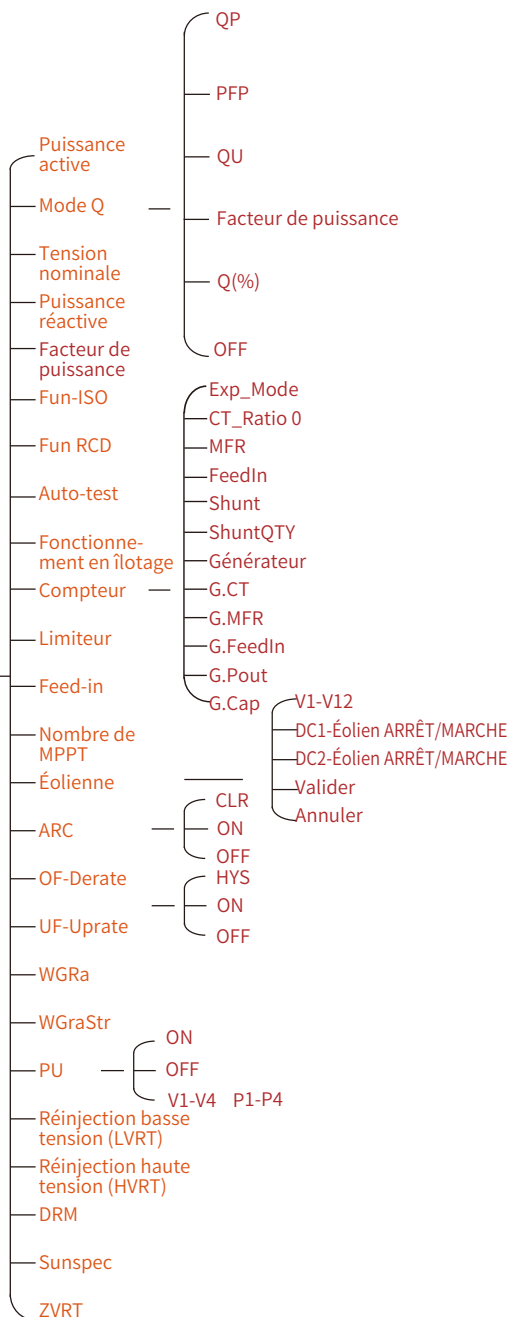 QP
PFP
QU
Facteur de puissance
Q(%)
OFF
Puissance
active
Mode Q
Tension
nominale
Puissance
réactive
Facteur de
puissance
Fun-ISO
Fun RCD
Auto-test
Fonctionne-
ment en îlotage
Compteur
Limiteur
Feed-in
Nombre de
MPPT
Éolienne
ARC
OF-Derate
UF-Uprate
WGRa
WGraStr
PU
Réinjection basse
tension (LVRT)
Réinjection haute
tension (HVRT)
DRM
Sunspec
ZVRT
Exp_Mode
CT_Ratio 0
MFR
FeedIn
Shunt
ShuntQTY
Générateur
G.CT
G.MFR
G.FeedIn
G.Pout
G.Cap
V1-V12
DC1-Éolien ARRÊT/MARCHE
DC2-Éolien ARRÊT/MARCHE
Valider
Annuler
CLR
ON
OFF
HYS
ON
OFF
ON
OFF
V1-V4 P1-P4